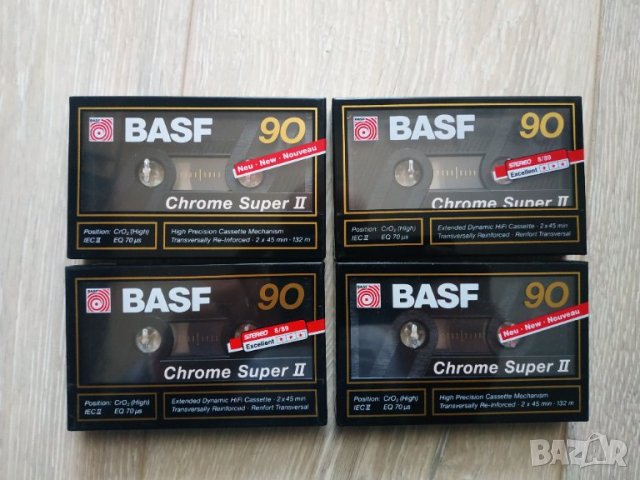 BASF 90
Neu · New · Nouveau
Chrome Super II
Position: CrO₂ (High)
IEC II EQ 70 µs
High Precision Cassette Mechanism
Transversally Re-Inforced · 2 x 45 min · 132 m
BASF 90
STEREO 8/89
Excellent ★ ★ ★
Chrome Super II
Position: CrO₂ (High)
IEC II EQ 70 µs
Extended Dynamic HiFi Cassette · 2 x 45 min
Transversally Reinforced · Renfort Transversal
BASF 90
STEREO 8/89
Excellent ★ ★ ★
Chrome Super II
Position: CrO₂ (High)
IEC II EQ 70 µs
Extended Dynamic HiFi Cassette · 2 x 45 min
Transversally Reinforced · Renfort Transversal
BASF 90
Neu · New · Nouveau
Chrome Super II
Position: CrO₂ (High)
IEC II EQ 70 µs
High Precision Cassette Mechanism
Transversally Re-Inforced · 2 x 45 min · 132 m
BAZAR